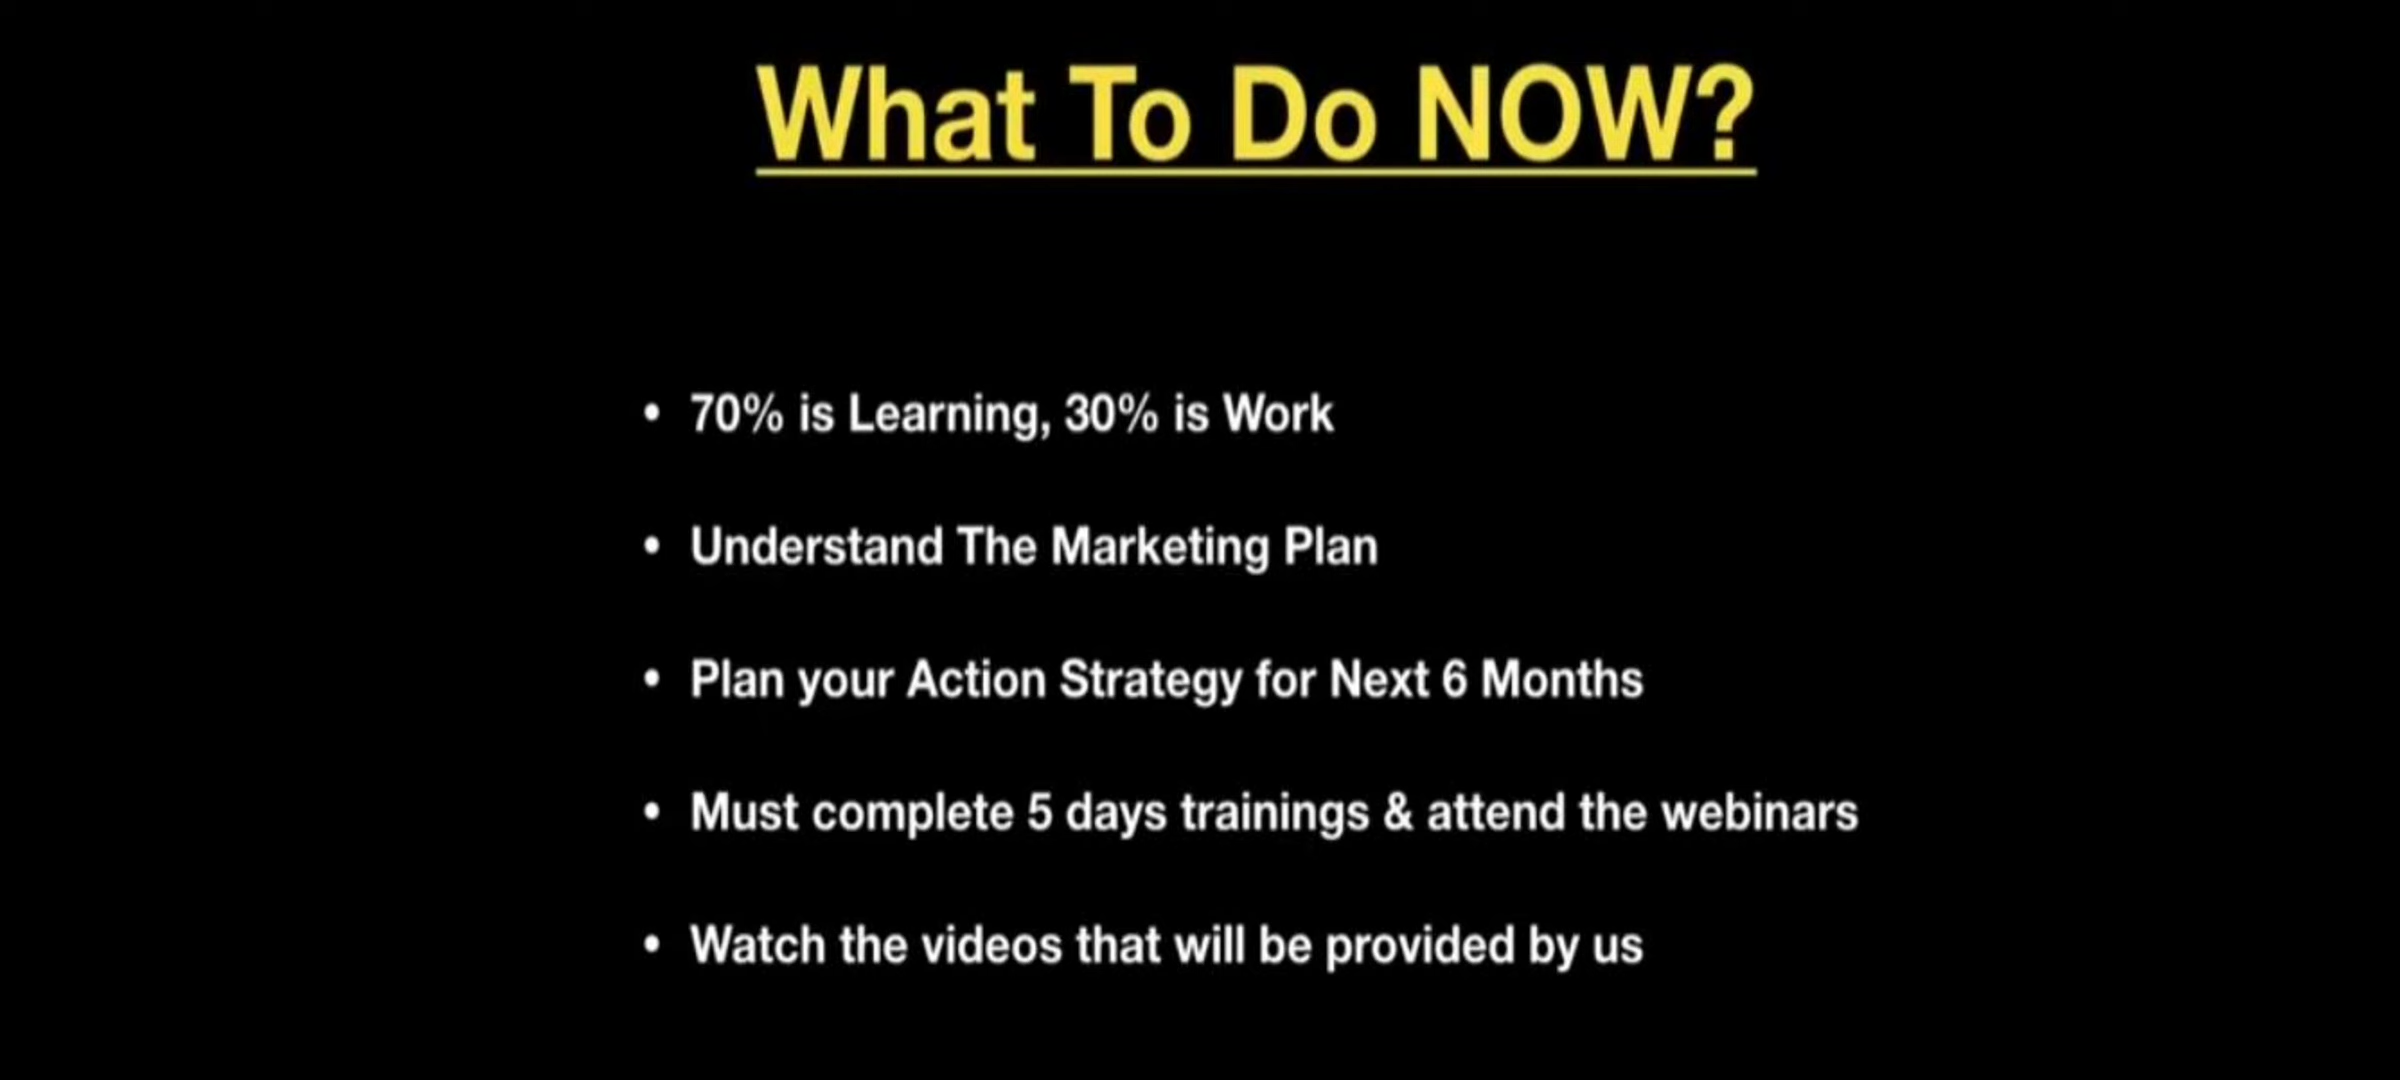 What To Do NOW?
• 70% is Learning, 30% is Work
• Understand The Marketing Plan
• Plan your Action Strategy for Next 6 Months
• Must complete 5 days trainings & attend the webinars
• Watch the videos that will be provided by us